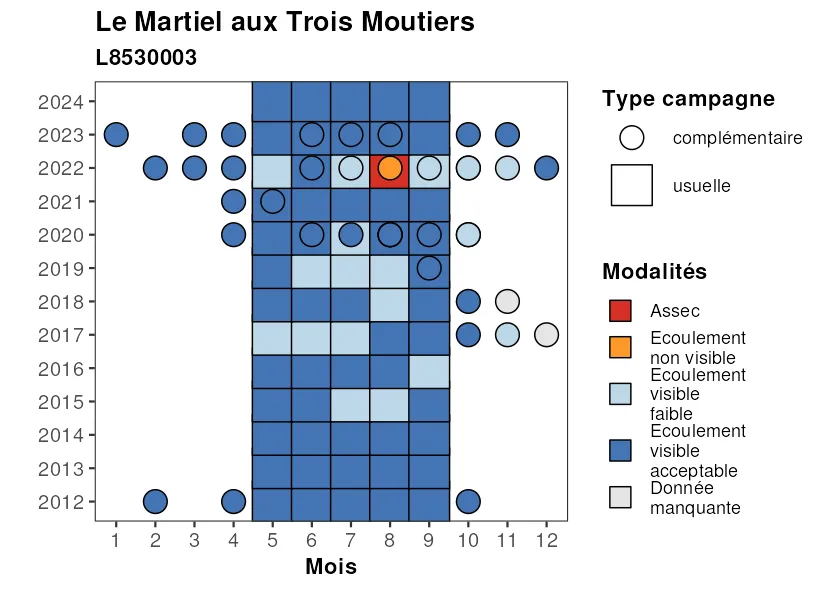 Le Martiel aux Trois Moutiers
L8530003
2024
2023
2022
2021
2020
2019
2018
2017
2016
2015
2014
2013
2012
1 2 3 4 5 6 7 8 9 10 11 12
Mois
Type campagne
complémentaire
usuelle
Modalités
Assec
Ecoulement
non visible
Ecoulement
visible
faible
Ecoulement
visible
acceptable
Donnée
manquante